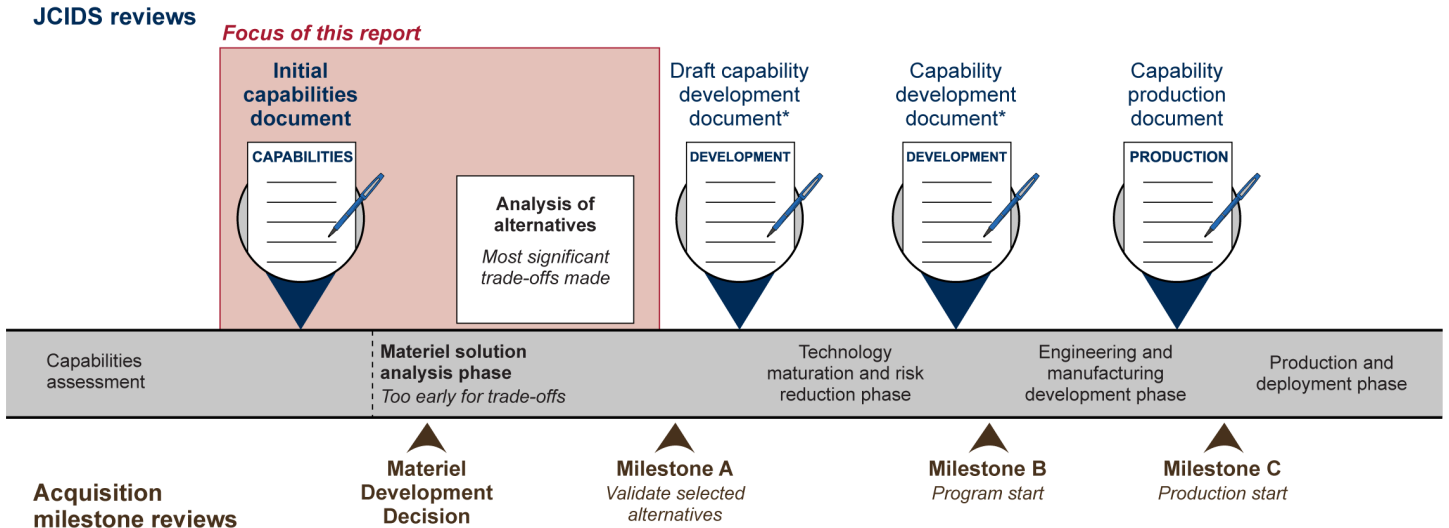 JCIDS reviews
Focus of this report
Initial
capabilities
document
CAPABILITIES
Analysis of
alternatives
Most significant
trade-offs made
Draft capability
development
document*
DEVELOPMENT
Capability
development
document*
DEVELOPMENT
Capability
production
document
PRODUCTION
Capabilities
assessment
Materiel solution
analysis phase
Too early for trade-offs
Technology
maturation and risk
reduction phase
Engineering and
manufacturing
development phase
Production and
deployment phase
Acquisition
milestone reviews
Materiel
Development
Decision
Milestone A
Validate selected
alternatives
Milestone B
Program start
Milestone C
Production start